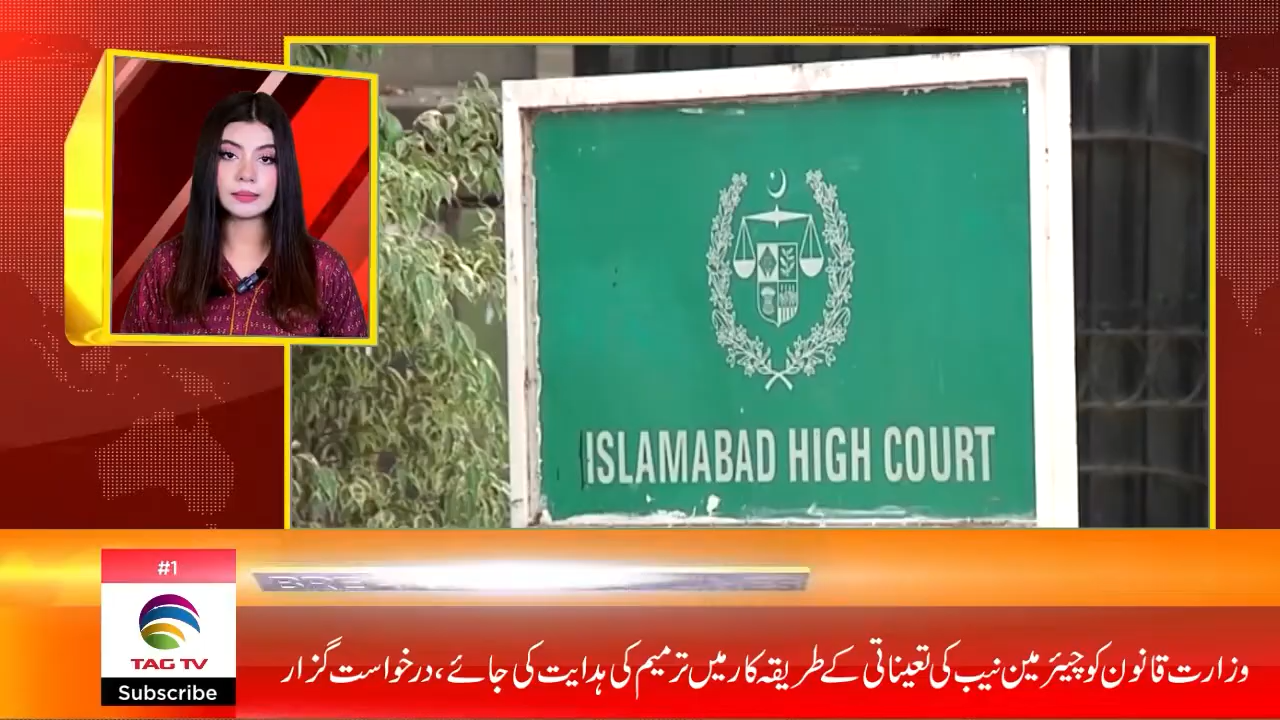 ISLAMABAD HIGH COURT
#1
TAG TV
Subscribe
وزارت قانون کو چیئرمین نیب کی تعیناتی کے طریقہ کار میں ترمیم کی ہدایت کی جائے، درخواست گزار